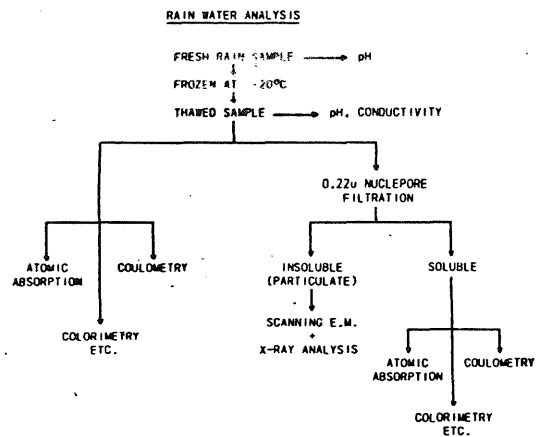 RAIN WATER ANALYSIS
FRESH RAIN SAMPLE pH
FROZEN AT -20°C
THAWED SAMPLE pH, CONDUCTIVITY
0.22u NUCLEPORE
FILTRATION
ATOMIC
ABSORPTION
COULOMETRY
COLORIMETRY
ETC.
INSOLUBLE
(PARTICULATE)
SCANNING E.M.
+
X-RAY ANALYSIS
SOLUBLE
ATOMIC
ABSORPTION
COULOMETRY
COLORIMETRY
ETC.